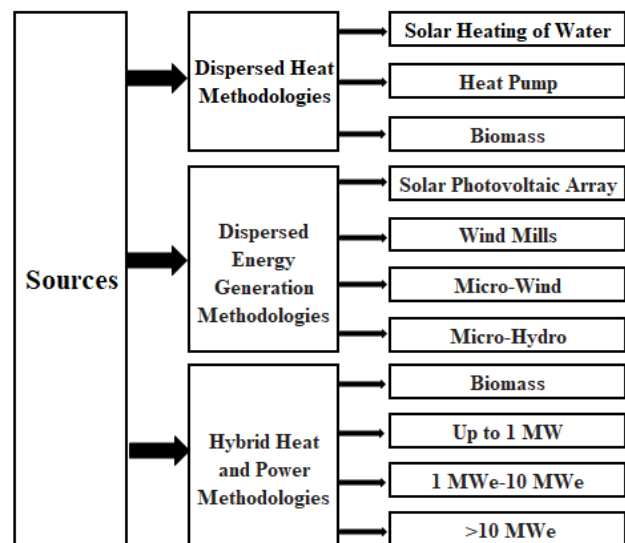 Sources
Dispersed Heat
Methodologies
Solar Heating of Water
Heat Pump
Biomass
Dispersed
Energy
Generation
Methodologies
Solar Photovoltaic Array
Wind Mills
Micro-Wind
Micro-Hydro
Hybrid Heat
and Power
Methodologies
Biomass
Up to 1 MW
1 MWe-10 MWe
>10 MWe